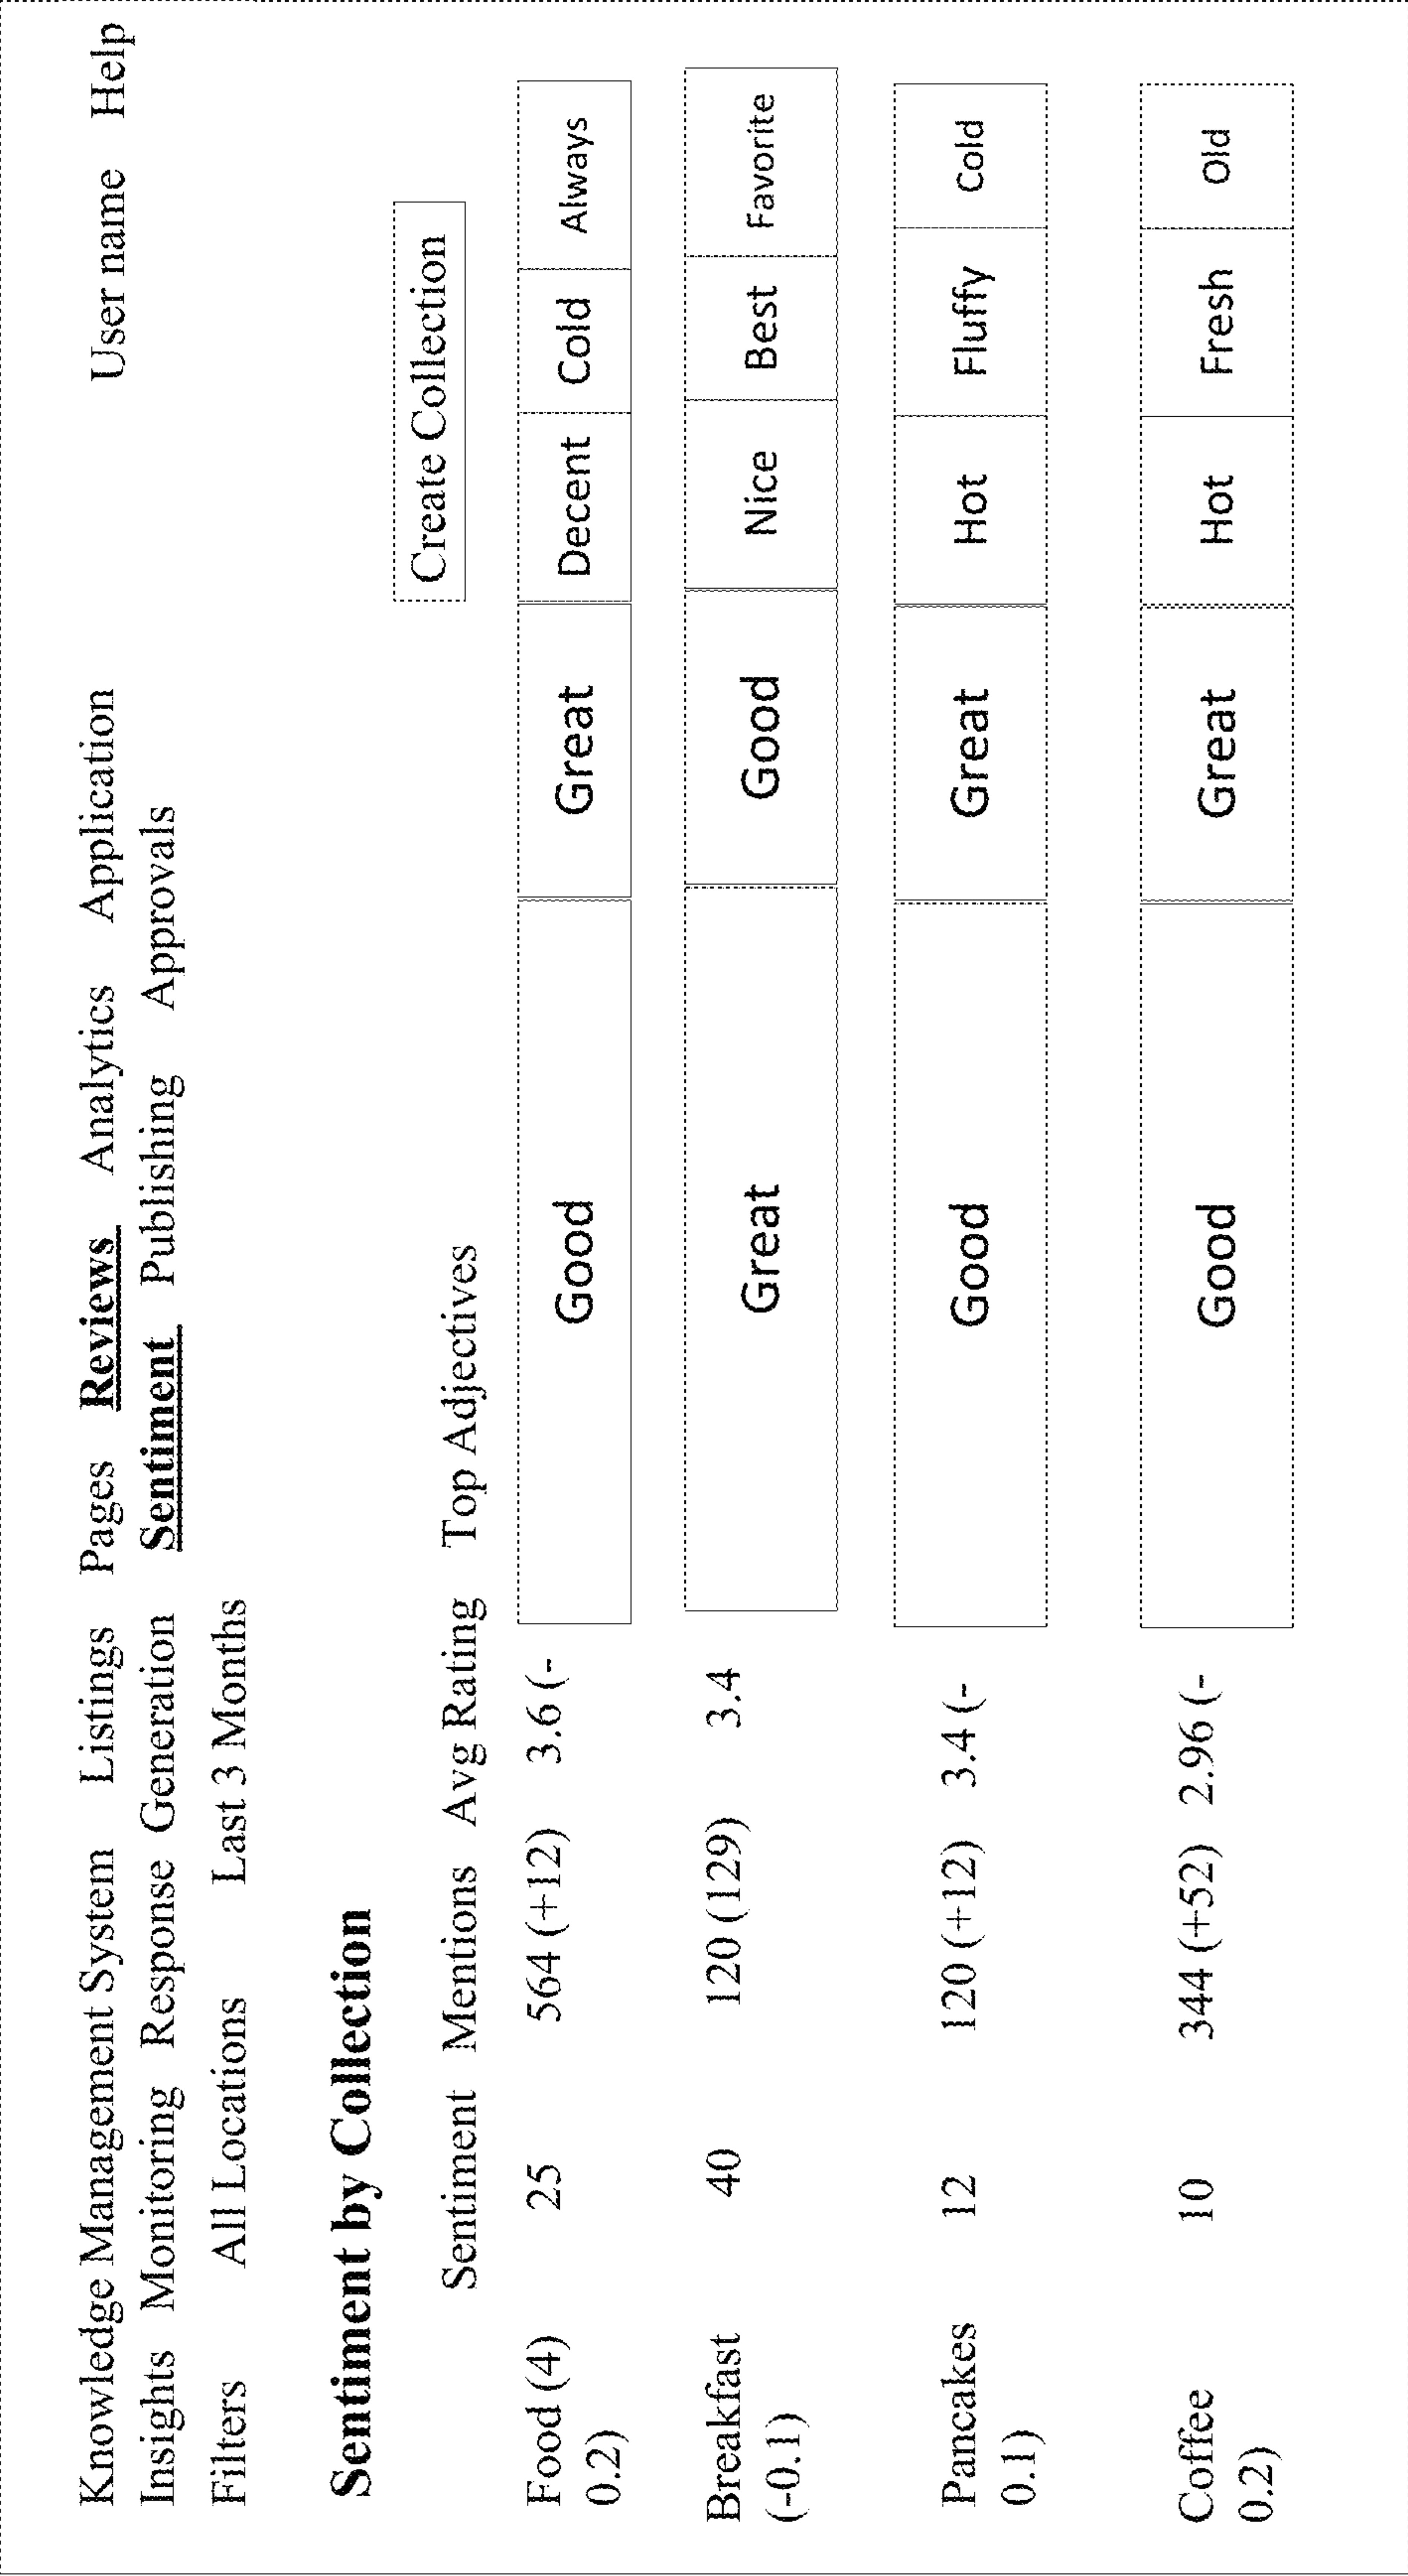 Knowledge Management System Listings Pages Reviews Analytics Application User name Help
Insights Monitoring Response Generation Sentiment Publishing Approvals
Filters All Locations Last 3 Months
Sentiment by Collection
Create Collection
Sentiment Mentions Avg Rating Top Adjectives
Food (4) 25 564 (+12) 3.6 (-
0.2)
Good Great Decent Cold Always
Breakfast 40 120 (129) 3.4
(-0.1)
Great Good Nice Best Favorite
Pancakes 12 120 (+12) 3.4 (-
0.1)
Good Great Hot Fluffy Cold
Coffee 10 344 (+52) 2.96 (-
0.2)
Good Great Hot Fresh Old